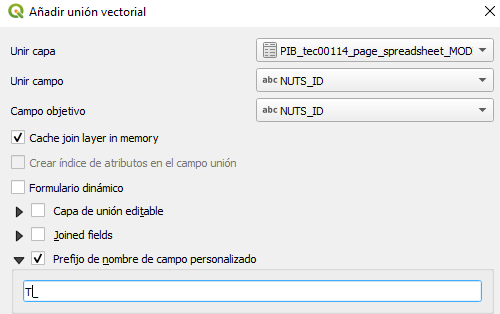 Añadir unión vectorial
Unir capa PIB_tec00114_page_spreadsheet_MOD
Unir campo abc NUTS_ID
Campo objetivo abc NUTS_ID
Cache join layer in memory
Crear índice de atributos en el campo unión
Formulario dinámico
Capa de unión editable
Joined fields
Prefijo de nombre de campo personalizado
T_